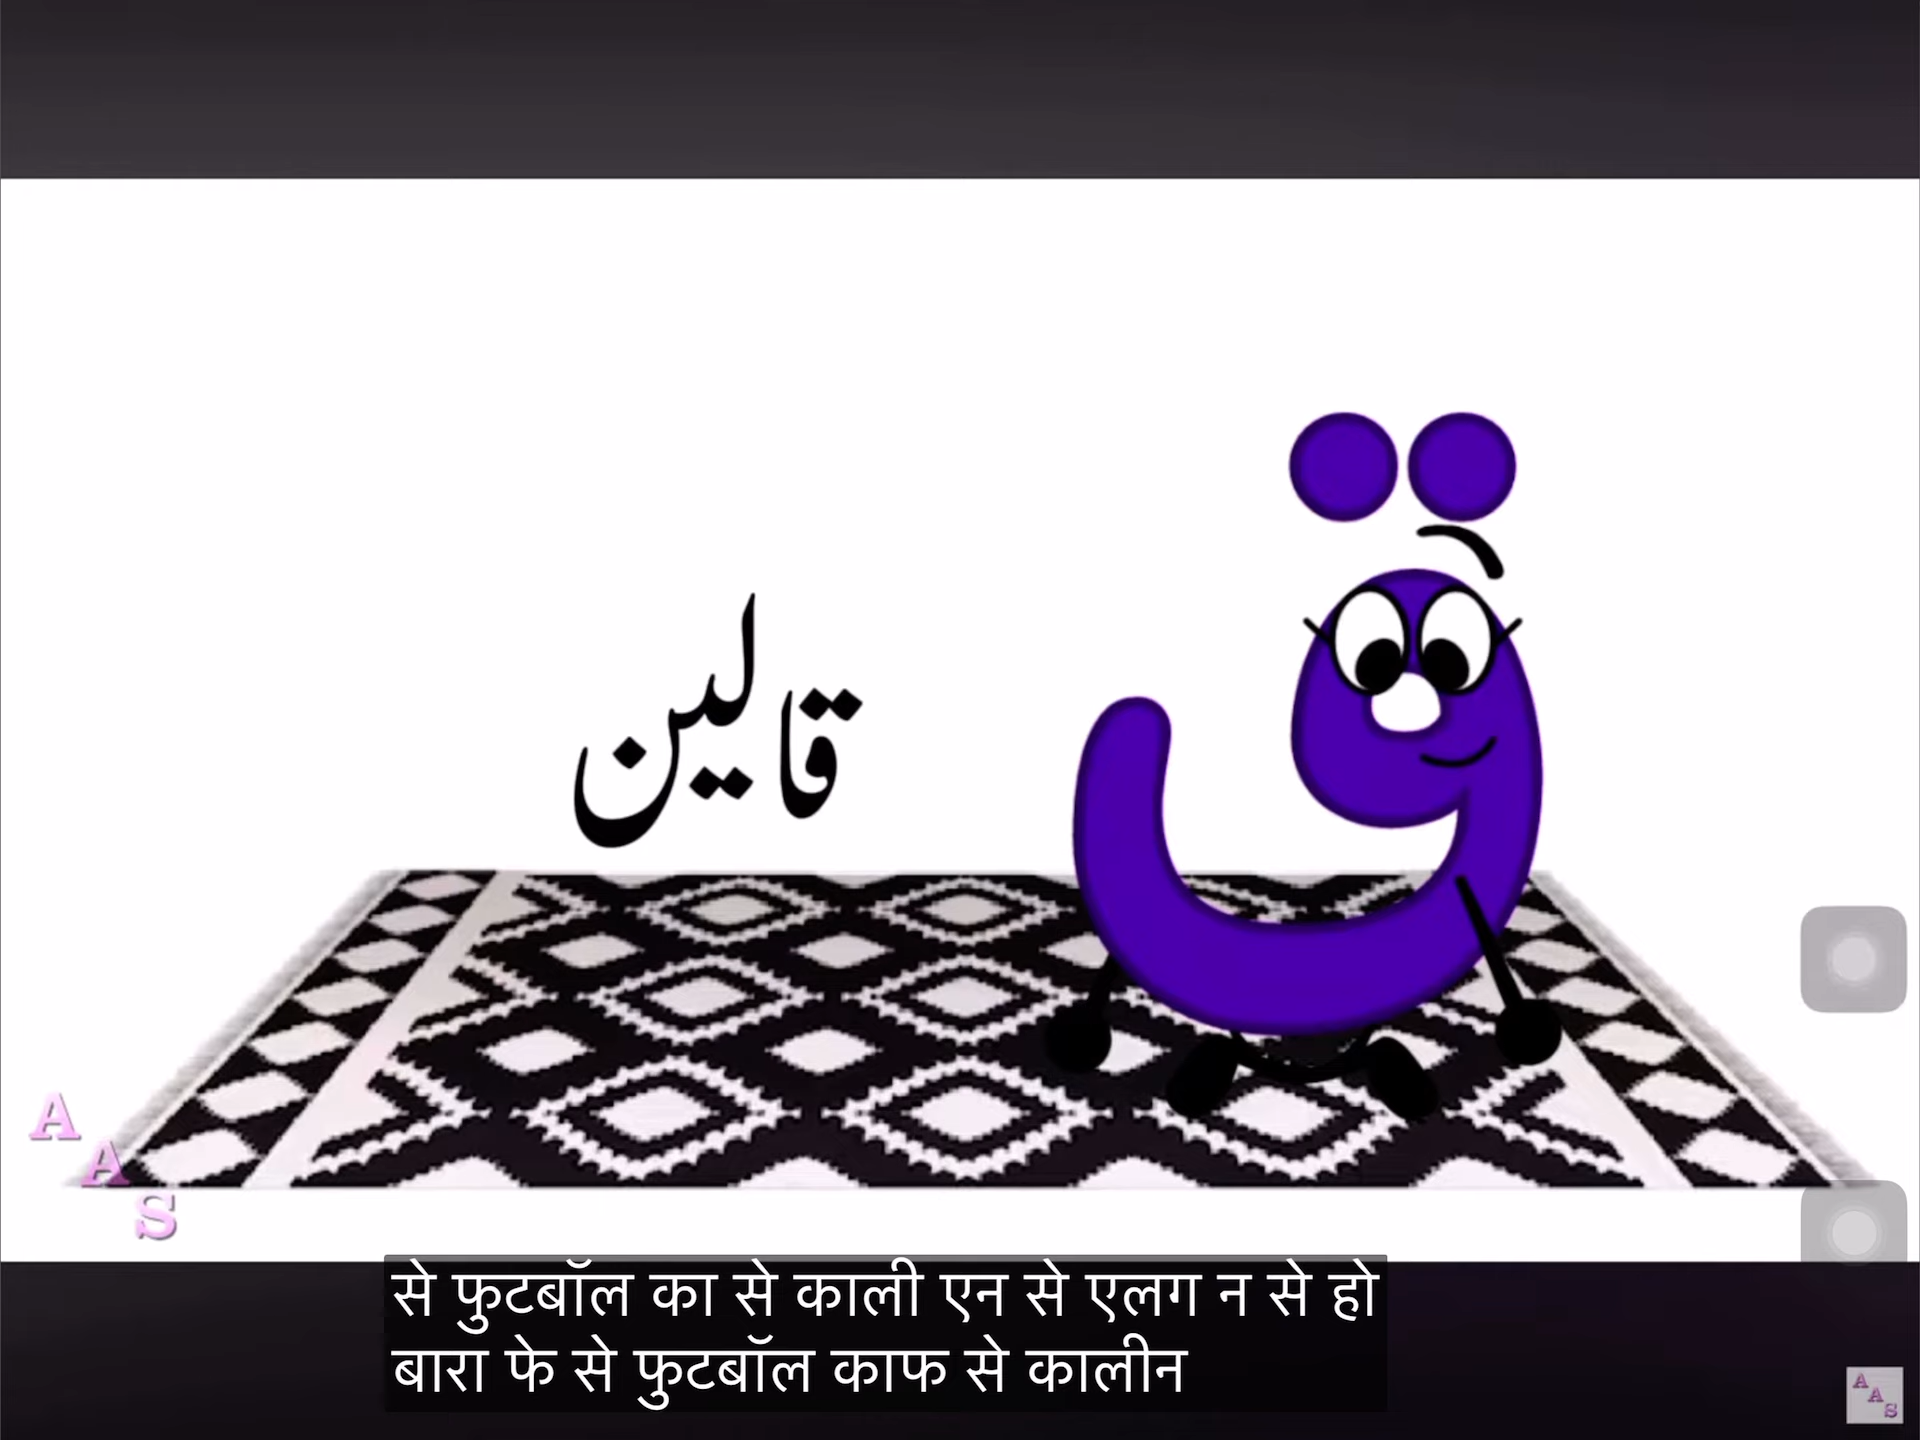 ق
قالین
A
A
S
से फुटबॉल का से काली एन से एलग न से हो
बारा फे से फुटबॉल काफ से कालीन
A
A
S